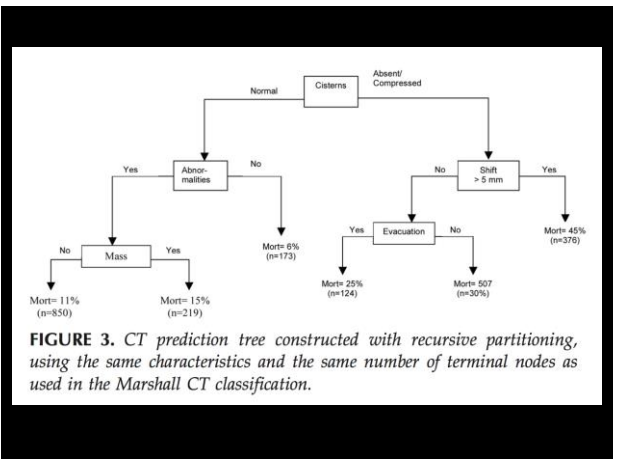 Absent/
Compressed
Cisterns
Normal
Yes
Abnor-
malities
No
No
Shift
> 5 mm
Yes
Mort= 6%
(n=173)
Yes
Evacuation
No
Mort= 45%
(n=376)
No
Mass
Yes
Mort= 11%
(n=850)
Mort= 15%
(n=219)
Mort= 25%
(n=124)
Mort= 507
(n=30%)
FIGURE 3. CT prediction tree constructed with recursive partitioning,
using the same characteristics and the same number of terminal nodes as
used in the Marshall CT classification.